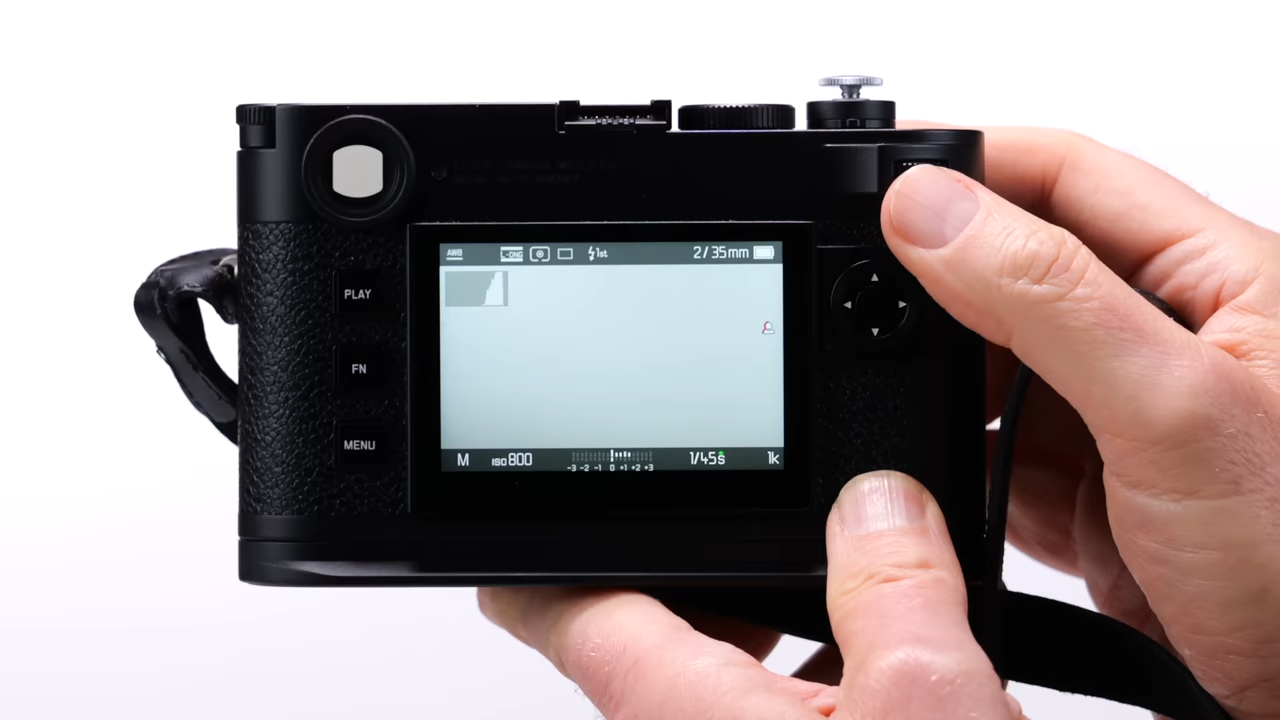 AWB L-DNG 1st 2/35mm
PLAY
FN
MENU
M ISO800 1/45s 1k
-3 -2 -1 0 +1 +2 +3